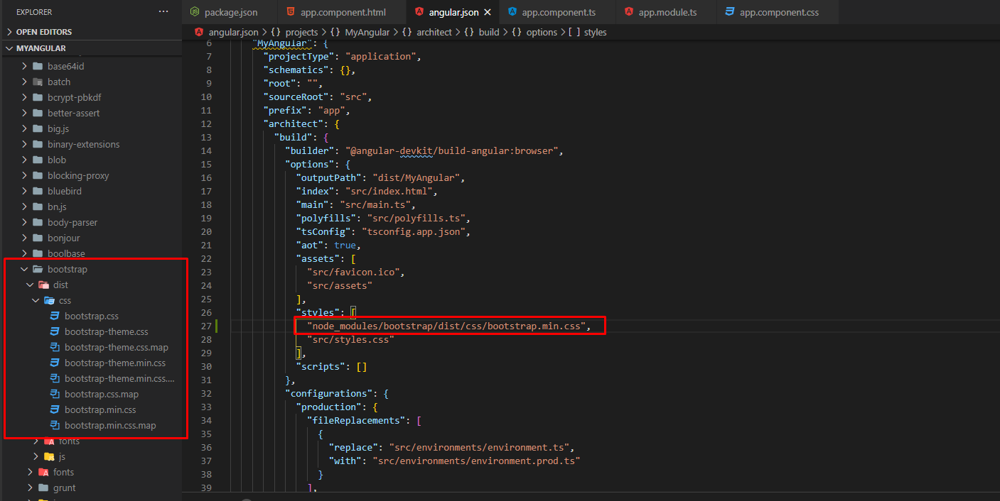 EXPLORER
...
OPEN EDITORS
MYANGULAR
base64id
batch
bcrypt-pbkdf
better-assert
big.js
binary-extensions
blob
blocking-proxy
bluebird
bn.js
body-parser
bonjour
boolbase
bootstrap
dist
css
bootstrap.css
bootstrap-theme.css
bootstrap-theme.css.map
bootstrap-theme.min.css
bootstrap-theme.min.css....
bootstrap.css.map
bootstrap.min.css
bootstrap.min.css.map
fonts
js
fonts
grunt
package.json
app.component.html
angular.json
app.component.ts
app.module.ts
app.component.css
angular.json > {} projects > {} MyAngular > {} architect > {} build > {} options > [ ] styles
6 "MyAngular": {
7 "projectType": "application",
8 "schematics": {},
9 "root": "",
10 "sourceRoot": "src",
11 "prefix": "app",
12 "architect": {
13 "build": {
14 "builder": "@angular-devkit/build-angular:browser",
15 "options": {
16 "outputPath": "dist/MyAngular",
17 "index": "src/index.html",
18 "main": "src/main.ts",
19 "polyfills": "src/polyfills.ts",
20 "tsConfig": "tsconfig.app.json",
21 "aot": true,
22 "assets": [
23 "src/favicon.ico",
24 "src/assets"
25 ],
26 "styles": [
27 "node_modules/bootstrap/dist/css/bootstrap.min.css",
28 "src/styles.css"
29 ],
30 "scripts": []
31 },
32 "configurations": {
33 "production": {
34 "fileReplacements": [
35 {
36 "replace": "src/environments/environment.ts",
37 "with": "src/environments/environment.prod.ts"
38 }
39 ],